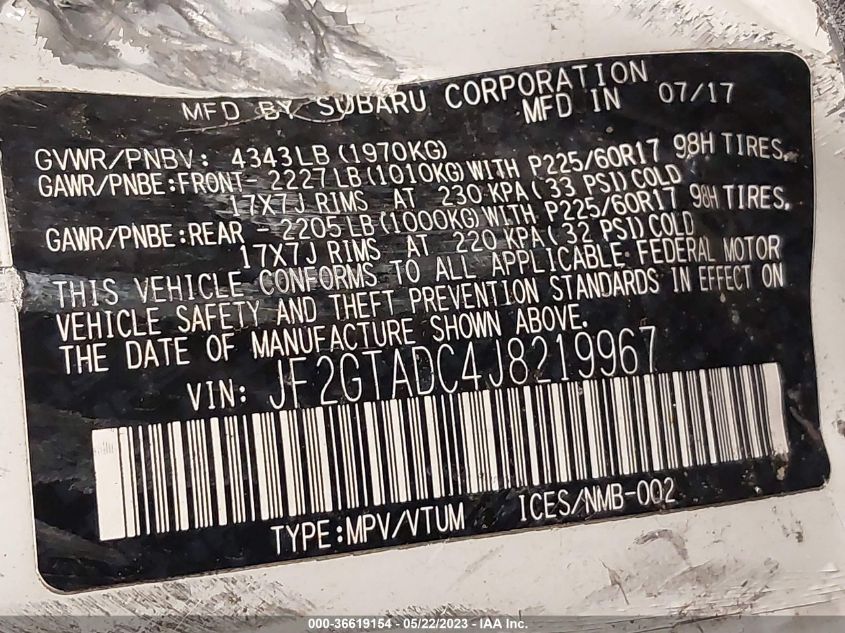 MFD BY SUBARU CORPORATION
MFD IN 07/17
GVWR/PNBV: 4343LB (1970KG)
GAWR/PNBE:FRONT- 2227LB (1010KG) WITH P225/60R17 98H TIRES,
17X7J RIMS AT 230 KPA (33 PSI) COLD
GAWR/PNBE:REAR - 2205LB (1000KG) WITH P225/60R17 98H TIRES,
17X7J RIMS AT 220 KPA (32 PSI) COLD
THIS VEHICLE CONFORMS TO ALL APPLICABLE FEDERAL MOTOR
VEHICLE SAFETY AND THEFT PREVENTION STANDARDS IN EFFECT ON
THE DATE OF MANUFACTURE SHOWN ABOVE.
VIN: JF2GTADC4J8219967
TYPE:MPV/VTUM ICES/NMB-002
000-36619154 - 05/22/2023 - IAA Inc.